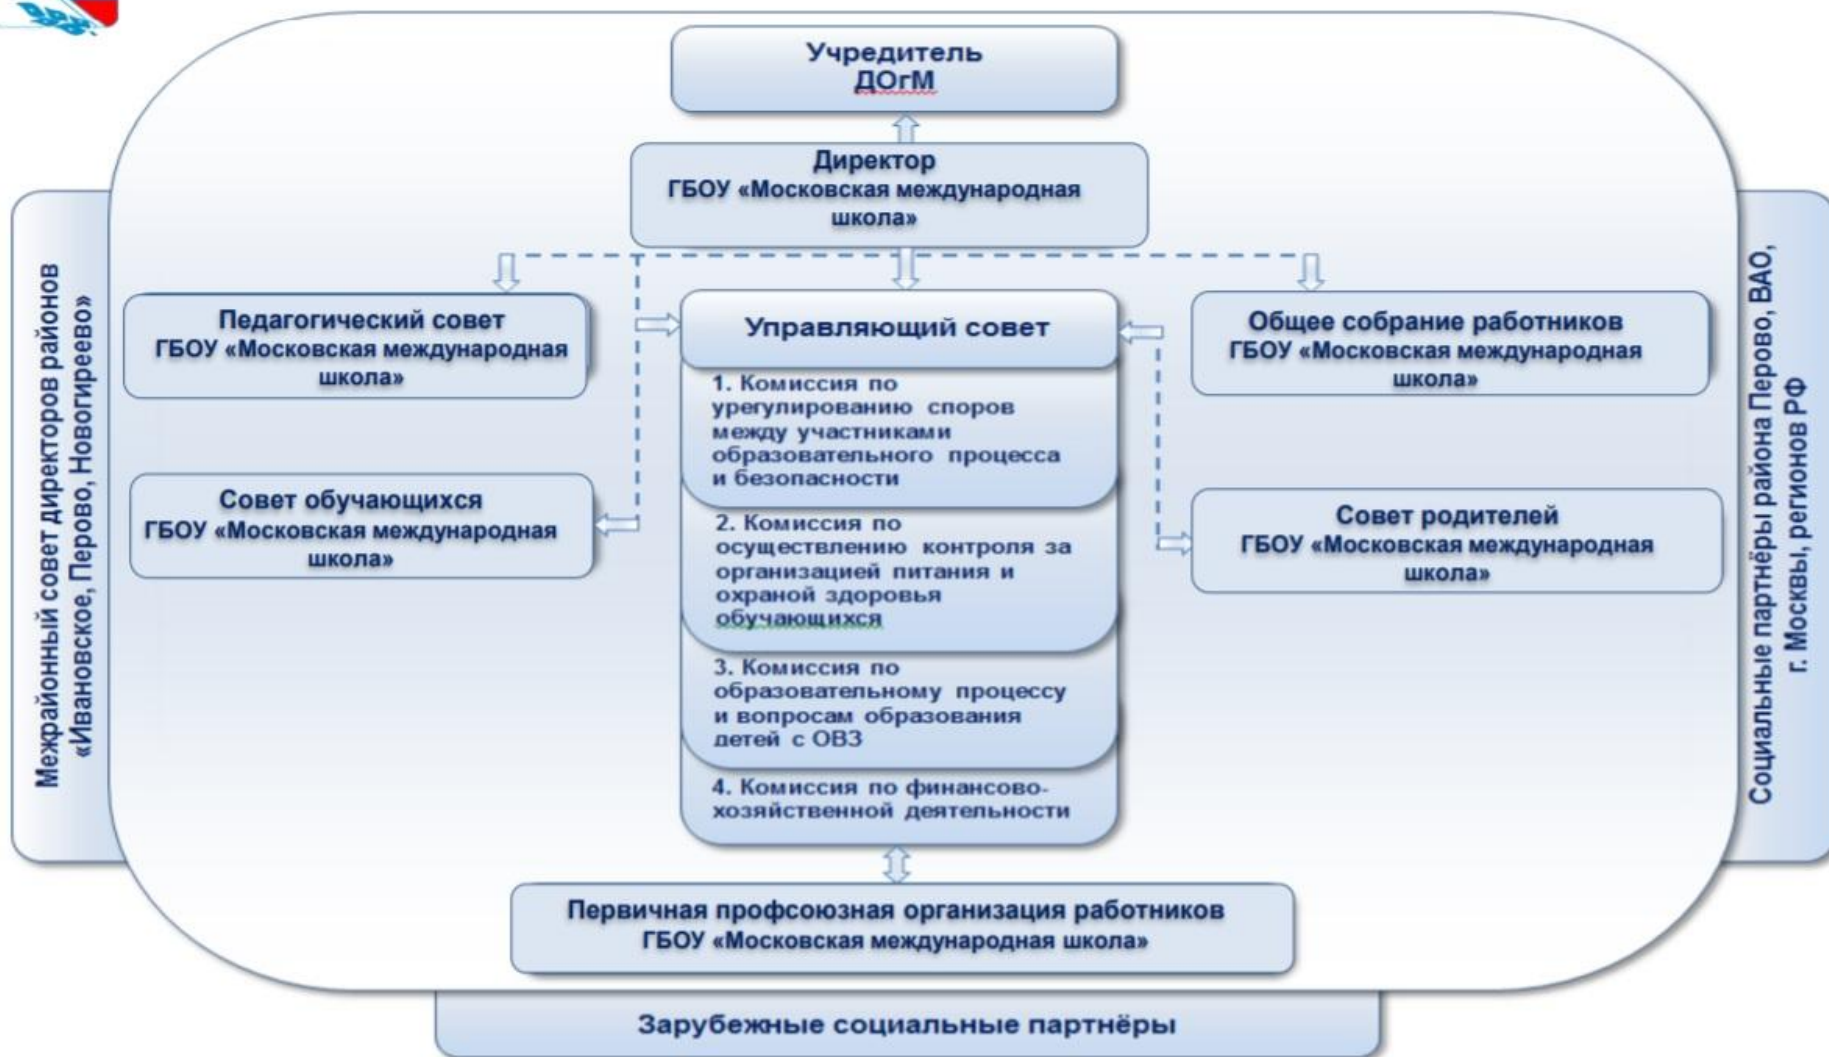 Учредитель
ДОгМ
Директор
ГБОУ «Московская международная
школа»
Межрайонный совет директоров районов
«Ивановское, Перово, Новогиреево»
Педагогический совет
ГБОУ «Московская международная
школа»
Управляющий совет
Общее собрание работников
ГБОУ «Московская международная
школа»
1. Комиссия по
урегулированию споров
между участниками
образовательного процесса
и безопасности
Совет обучающихся
ГБОУ «Московская международная
школа»
2. Комиссия по
осуществлению контроля за
организацией питания и
охраной здоровья
обучающихся
Совет родителей
ГБОУ «Московская международная
школа»
3. Комиссия по
образовательному процессу
и вопросам образования
детей с ОВЗ
4. Комиссия по финансово-
хозяйственной деятельности
Социальные партнёры района Перово, ВАО,
г. Москвы, регионов РФ
Первичная профсоюзная организация работников
ГБОУ «Московская международная школа»
Зарубежные социальные партнёры